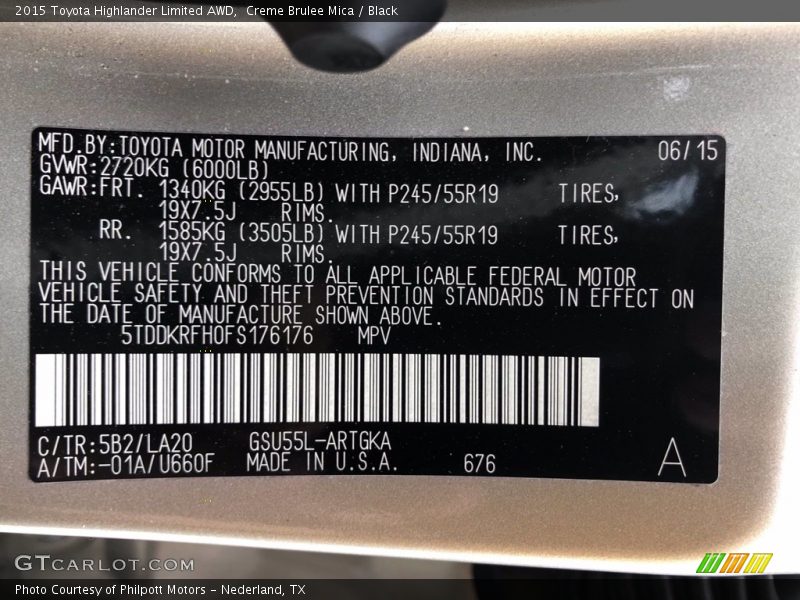 2015 Toyota Highlander Limited AWD,  Creme Brulee Mica / Black
MFD.BY:TOYOTA MOTOR MANUFACTURING, INDIANA, INC. 06/15
GVWR:2720KG (6000LB)
GAWR:FRT. 1340KG (2955LB) WITH P245/55R19 TIRES,
19X7.5J RIMS.
RR. 1585KG (3505LB) WITH P245/55R19 TIRES,
19X7.5J RIMS.
THIS VEHICLE CONFORMS TO ALL APPLICABLE FEDERAL MOTOR
VEHICLE SAFETY AND THEFT PREVENTION STANDARDS IN EFFECT ON
THE DATE OF MANUFACTURE SHOWN ABOVE.
5TDDKRFH0FS176176 MPV
C/TR:5B2/LA20 GSU55L-ARTGKA
A/TM:-01A/U660F MADE IN U.S.A. 676 A
GTCARLOT.COM
Photo Courtesy of Philpott Motors - Nederland, TX